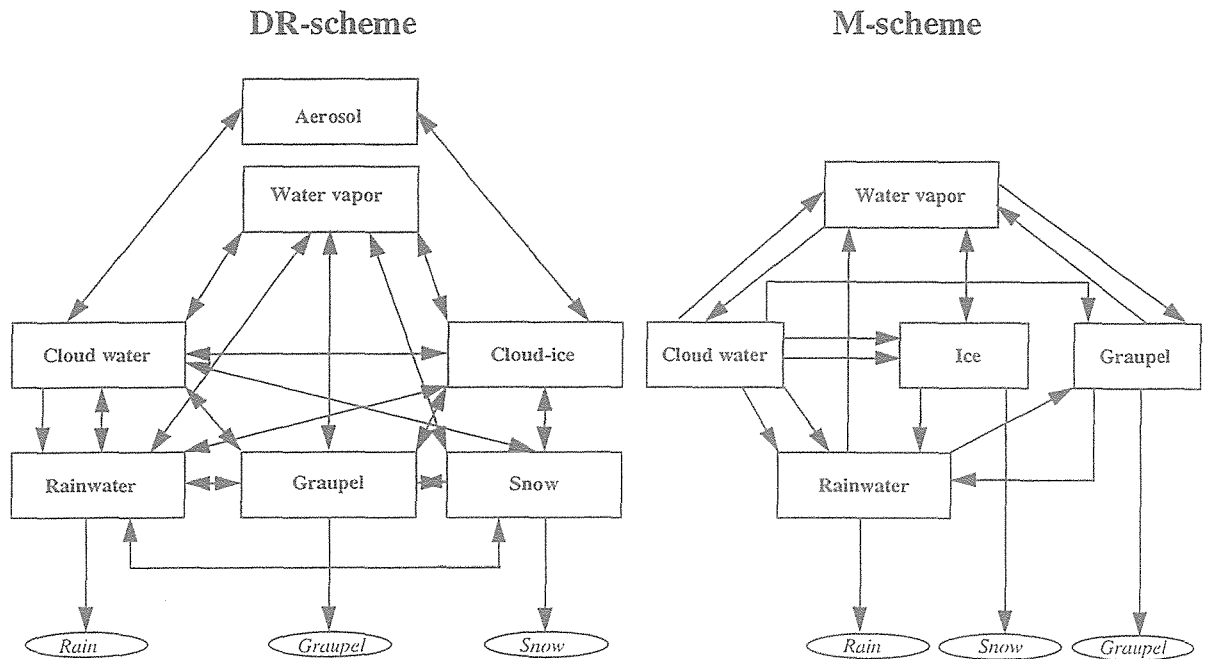 DR-scheme
Aerosol
Water vapor
Cloud water
Cloud-ice
Rainwater
Graupel
Snow
Rain
Graupel
Snow
M-scheme
Water vapor
Cloud water
Ice
Graupel
Rainwater
Rain
Snow
Graupel